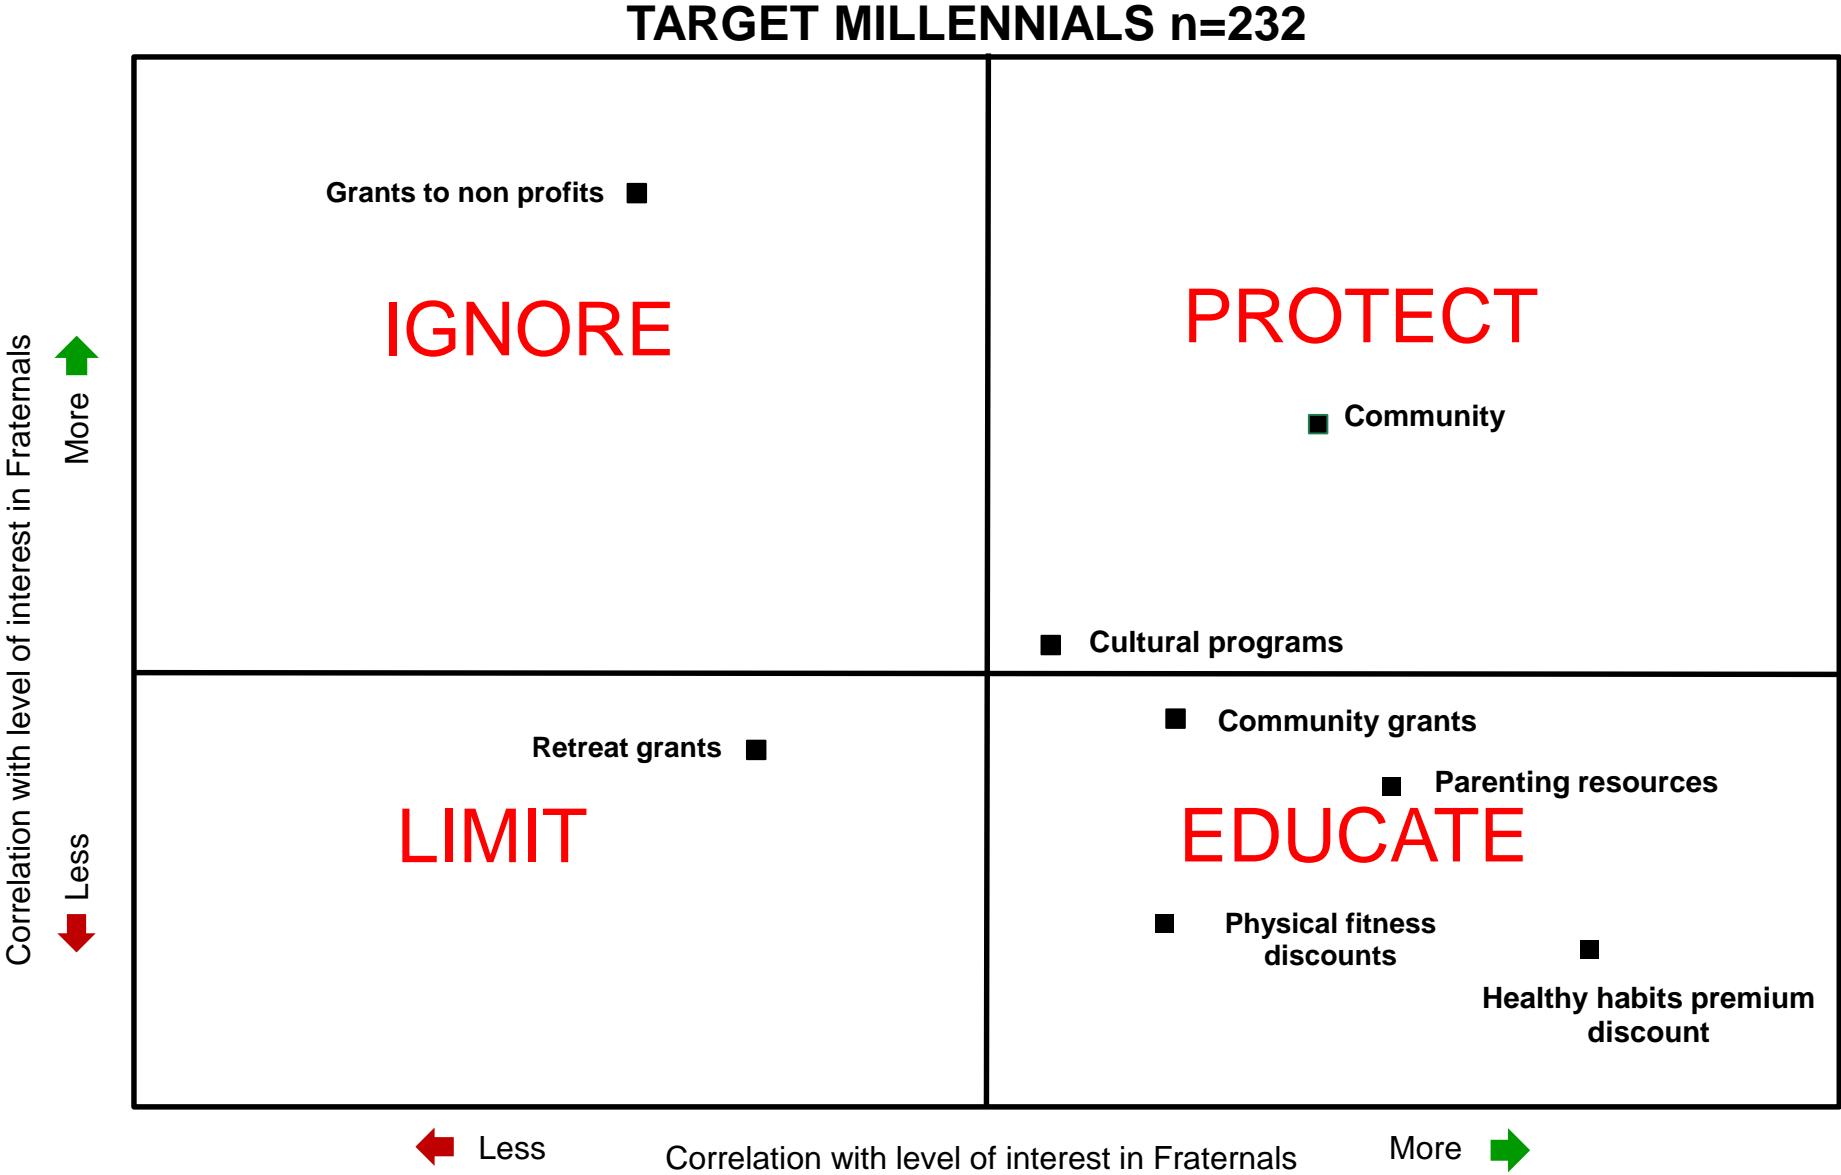 TARGET MILLENNIALS n=232
Grants to non profits
IGNORE
PROTECT
Community
Cultural programs
Community grants
Retreat grants
Parenting resources
LIMIT
EDUCATE
Physical fitness
discounts
Healthy habits premium
discount
Correlation with level of interest in Fraternals
More
Less
Less
Correlation with level of interest in Fraternals
More